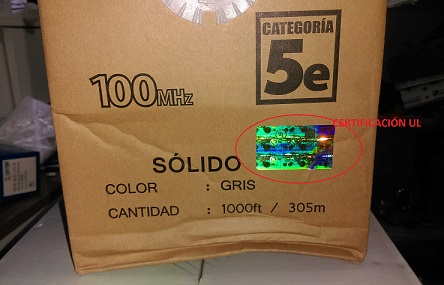 CATEGORÍA
5e
100MHz
CERTIFICACIÓN UL
SÓLIDO
COLOR : GRIS
CANTIDAD : 1000ft / 305m